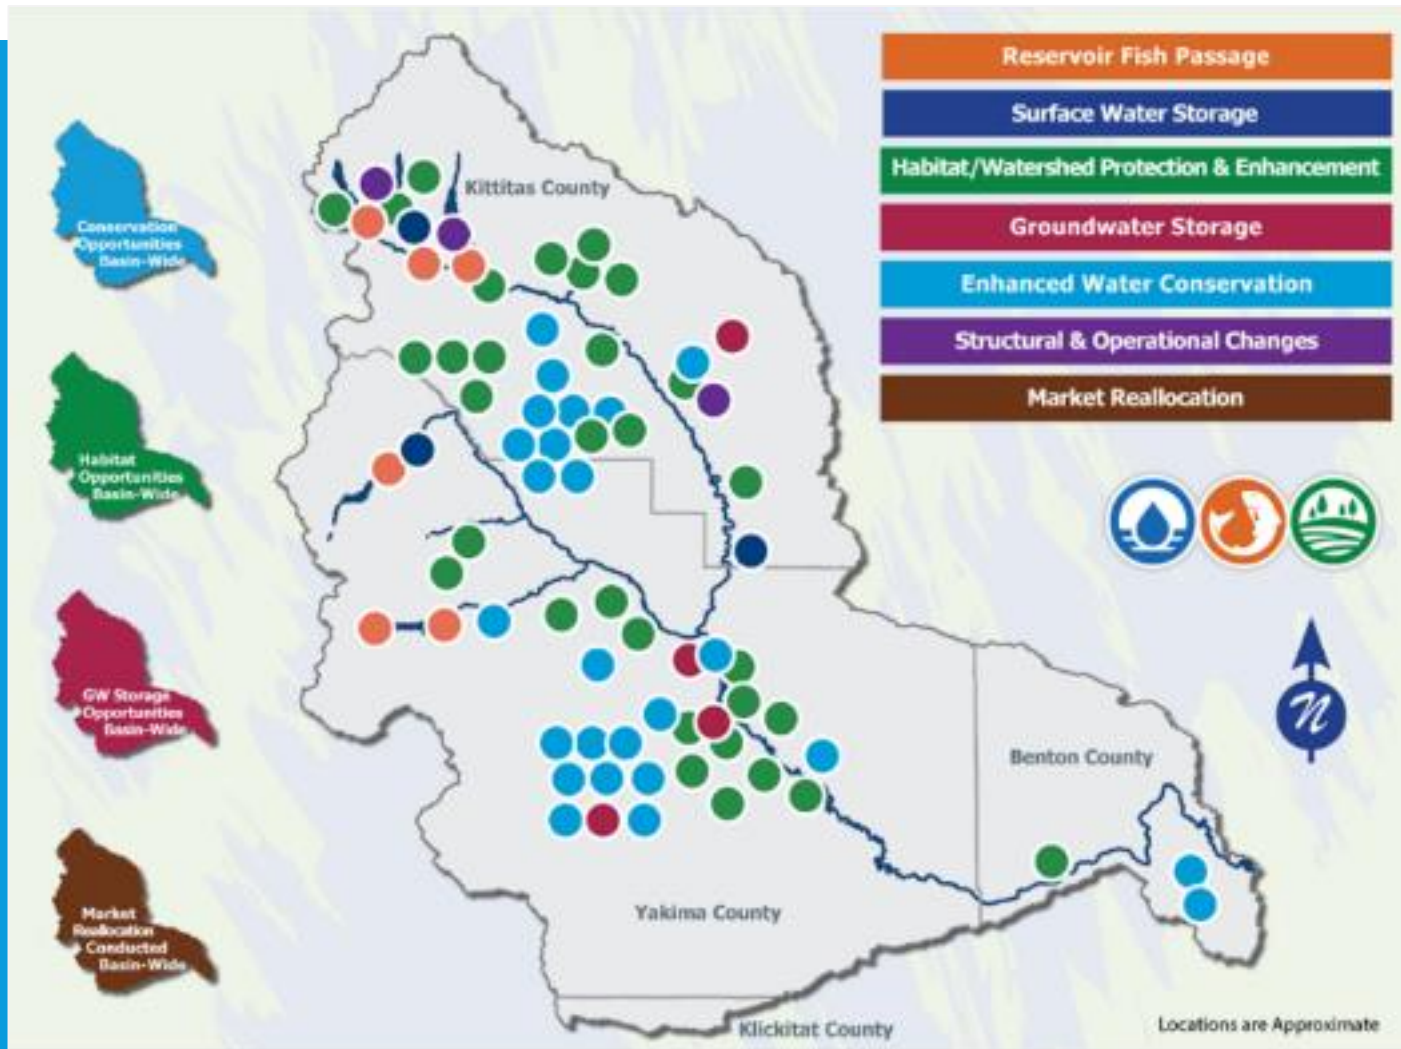 Reservoir Fish Passage
Surface Water Storage
Habitat/Watershed Protection & Enhancement
Groundwater Storage
Enhanced Water Conservation
Structural & Operational Changes
Market Reallocation
Conservation
Opportunities
Basin-Wide
Habitat
Opportunities
Basin-Wide
GW Storage
Opportunities
Basin-Wide
Market
Reallocation
Conducted
Basin-Wide
Kittitas County
Benton County
Yakima County
Klickitat County
N
Locations are Approximate